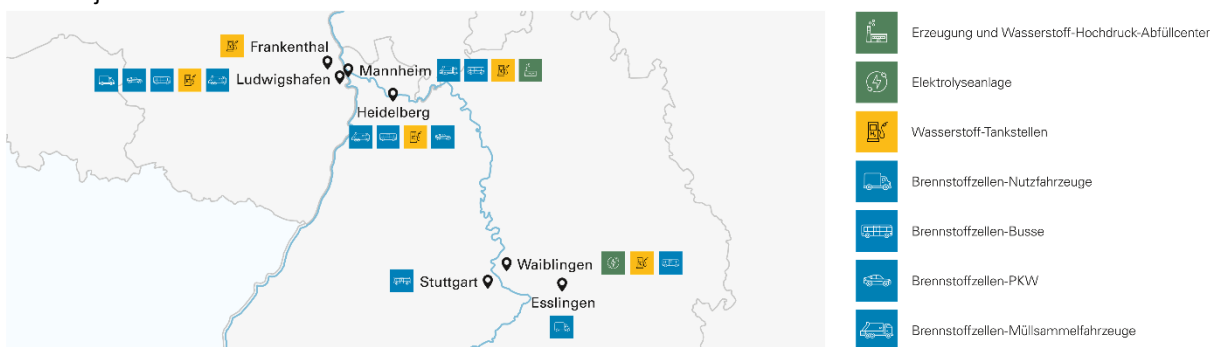 Frankenthal
Ludwigshafen
Mannheim
Heidelberg
Waiblingen
Stuttgart
Esslingen
Erzeugung und Wasserstoff-Hochdruck-Abfüllcenter
Elektrolyseanlage
Wasserstoff-Tankstellen
Brennstoffzellen-Nutzfahrzeuge
Brennstoffzellen-Busse
Brennstoffzellen-PKW
Brennstoffzellen-Müllsammelfahrzeuge